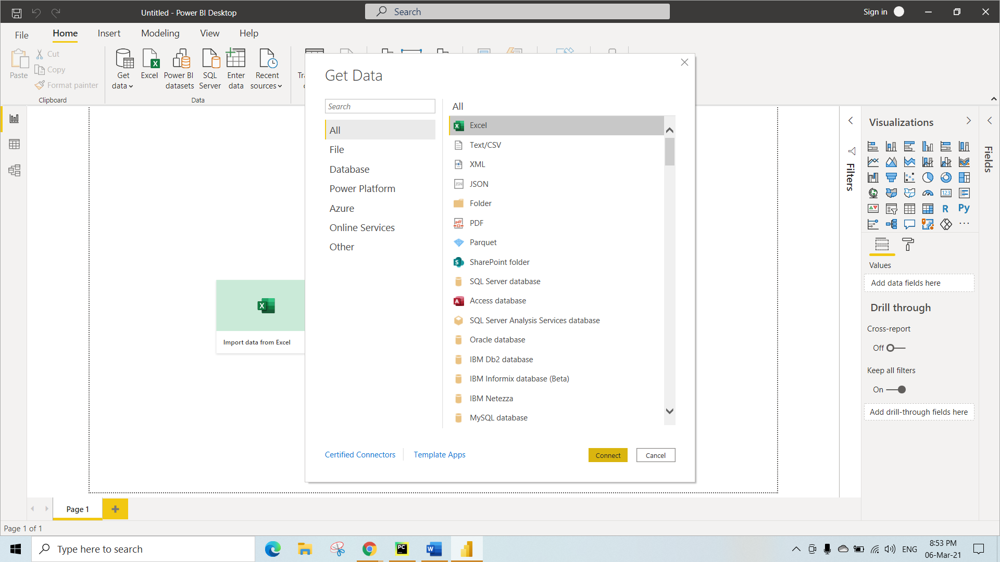 Untitled - Power BI Desktop
Search
Sign in
File
Home
Insert
Modeling
View
Help
Paste
Cut
Copy
Format painter
Clipboard
Get
data
Excel
Power BI
datasets
SQL
Server
Enter
data
Recent
sources
Data
Get Data
Search
All
File
Database
Power Platform
Azure
Online Services
Other
All
Excel
Text/CSV
XML
JSON
Folder
PDF
Parquet
SharePoint folder
SQL Server database
Access database
SQL Server Analysis Services database
Oracle database
IBM Db2 database
IBM Informix database (Beta)
IBM Netezza
MySQL database
Certified Connectors
Template Apps
Connect
Cancel
Import data from Excel
Filters
Visualizations
123
R
Py
Values
Add data fields here
Drill through
Cross-report
Off
Keep all filters
On
Add drill-through fields here
Fields
Page 1
Page 1 of 1
Type here to search
PC
W
ENG
8:53 PM
06-Mar-21